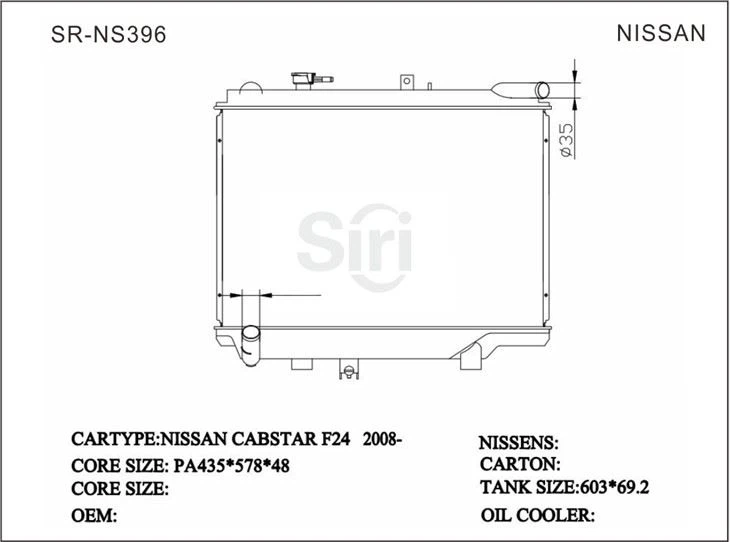 SR-NS396
NISSAN
ø35
Siri
CARTYPE:NISSAN CABSTAR F24 2008-
CORE SIZE: PA435*578*48
CORE SIZE:
OEM:
NISSENS:
CARTON:
TANK SIZE:603*69.2
OIL COOLER: